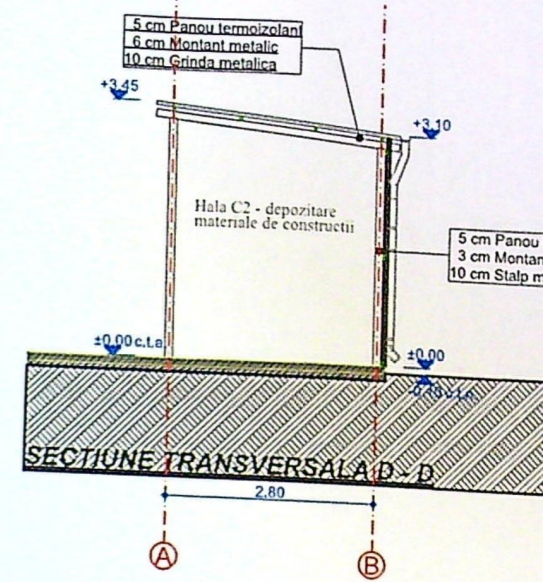 5 cm Panou termoizolant
6 cm Montant metalic
10 cm Grinda metalica
+3.45
+3.10
Hala C2 - depozitare
materiale de constructii
5 cm Panou
3 cm Montan
10 cm Stalp m
±0.00 c.t.a.
±0.00
-0.10 c.t.n.
SECTIUNE TRANSVERSALA D - D
2.80
A
B